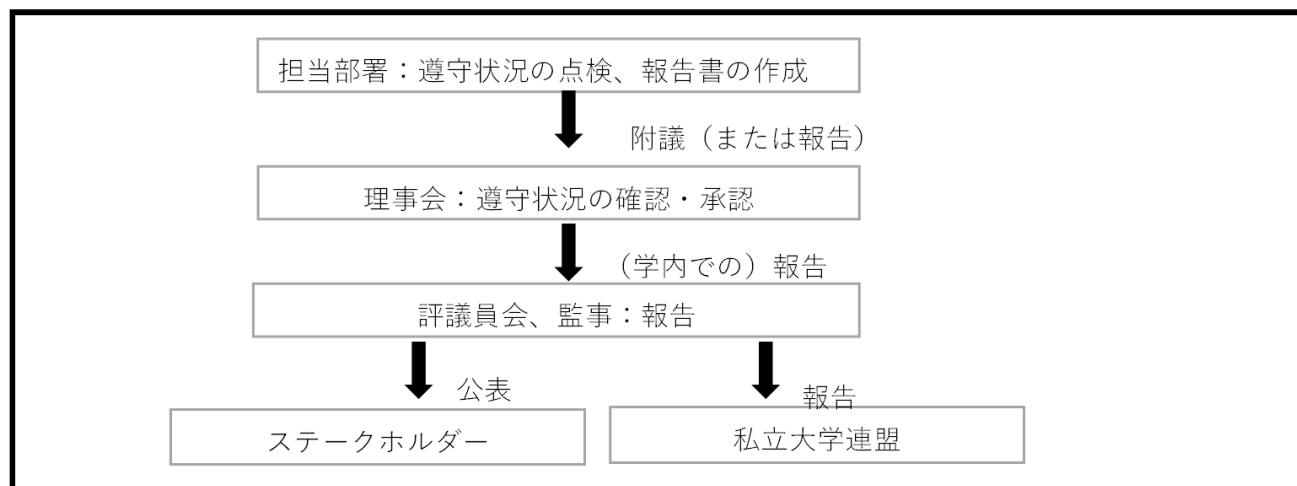 担当部署：遵守状況の点検、報告書の作成
附議（または報告）
理事会：遵守状況の確認・承認
（学内での）報告
評議員会、監事：報告
公表
報告
ステークホルダー
私立大学連盟